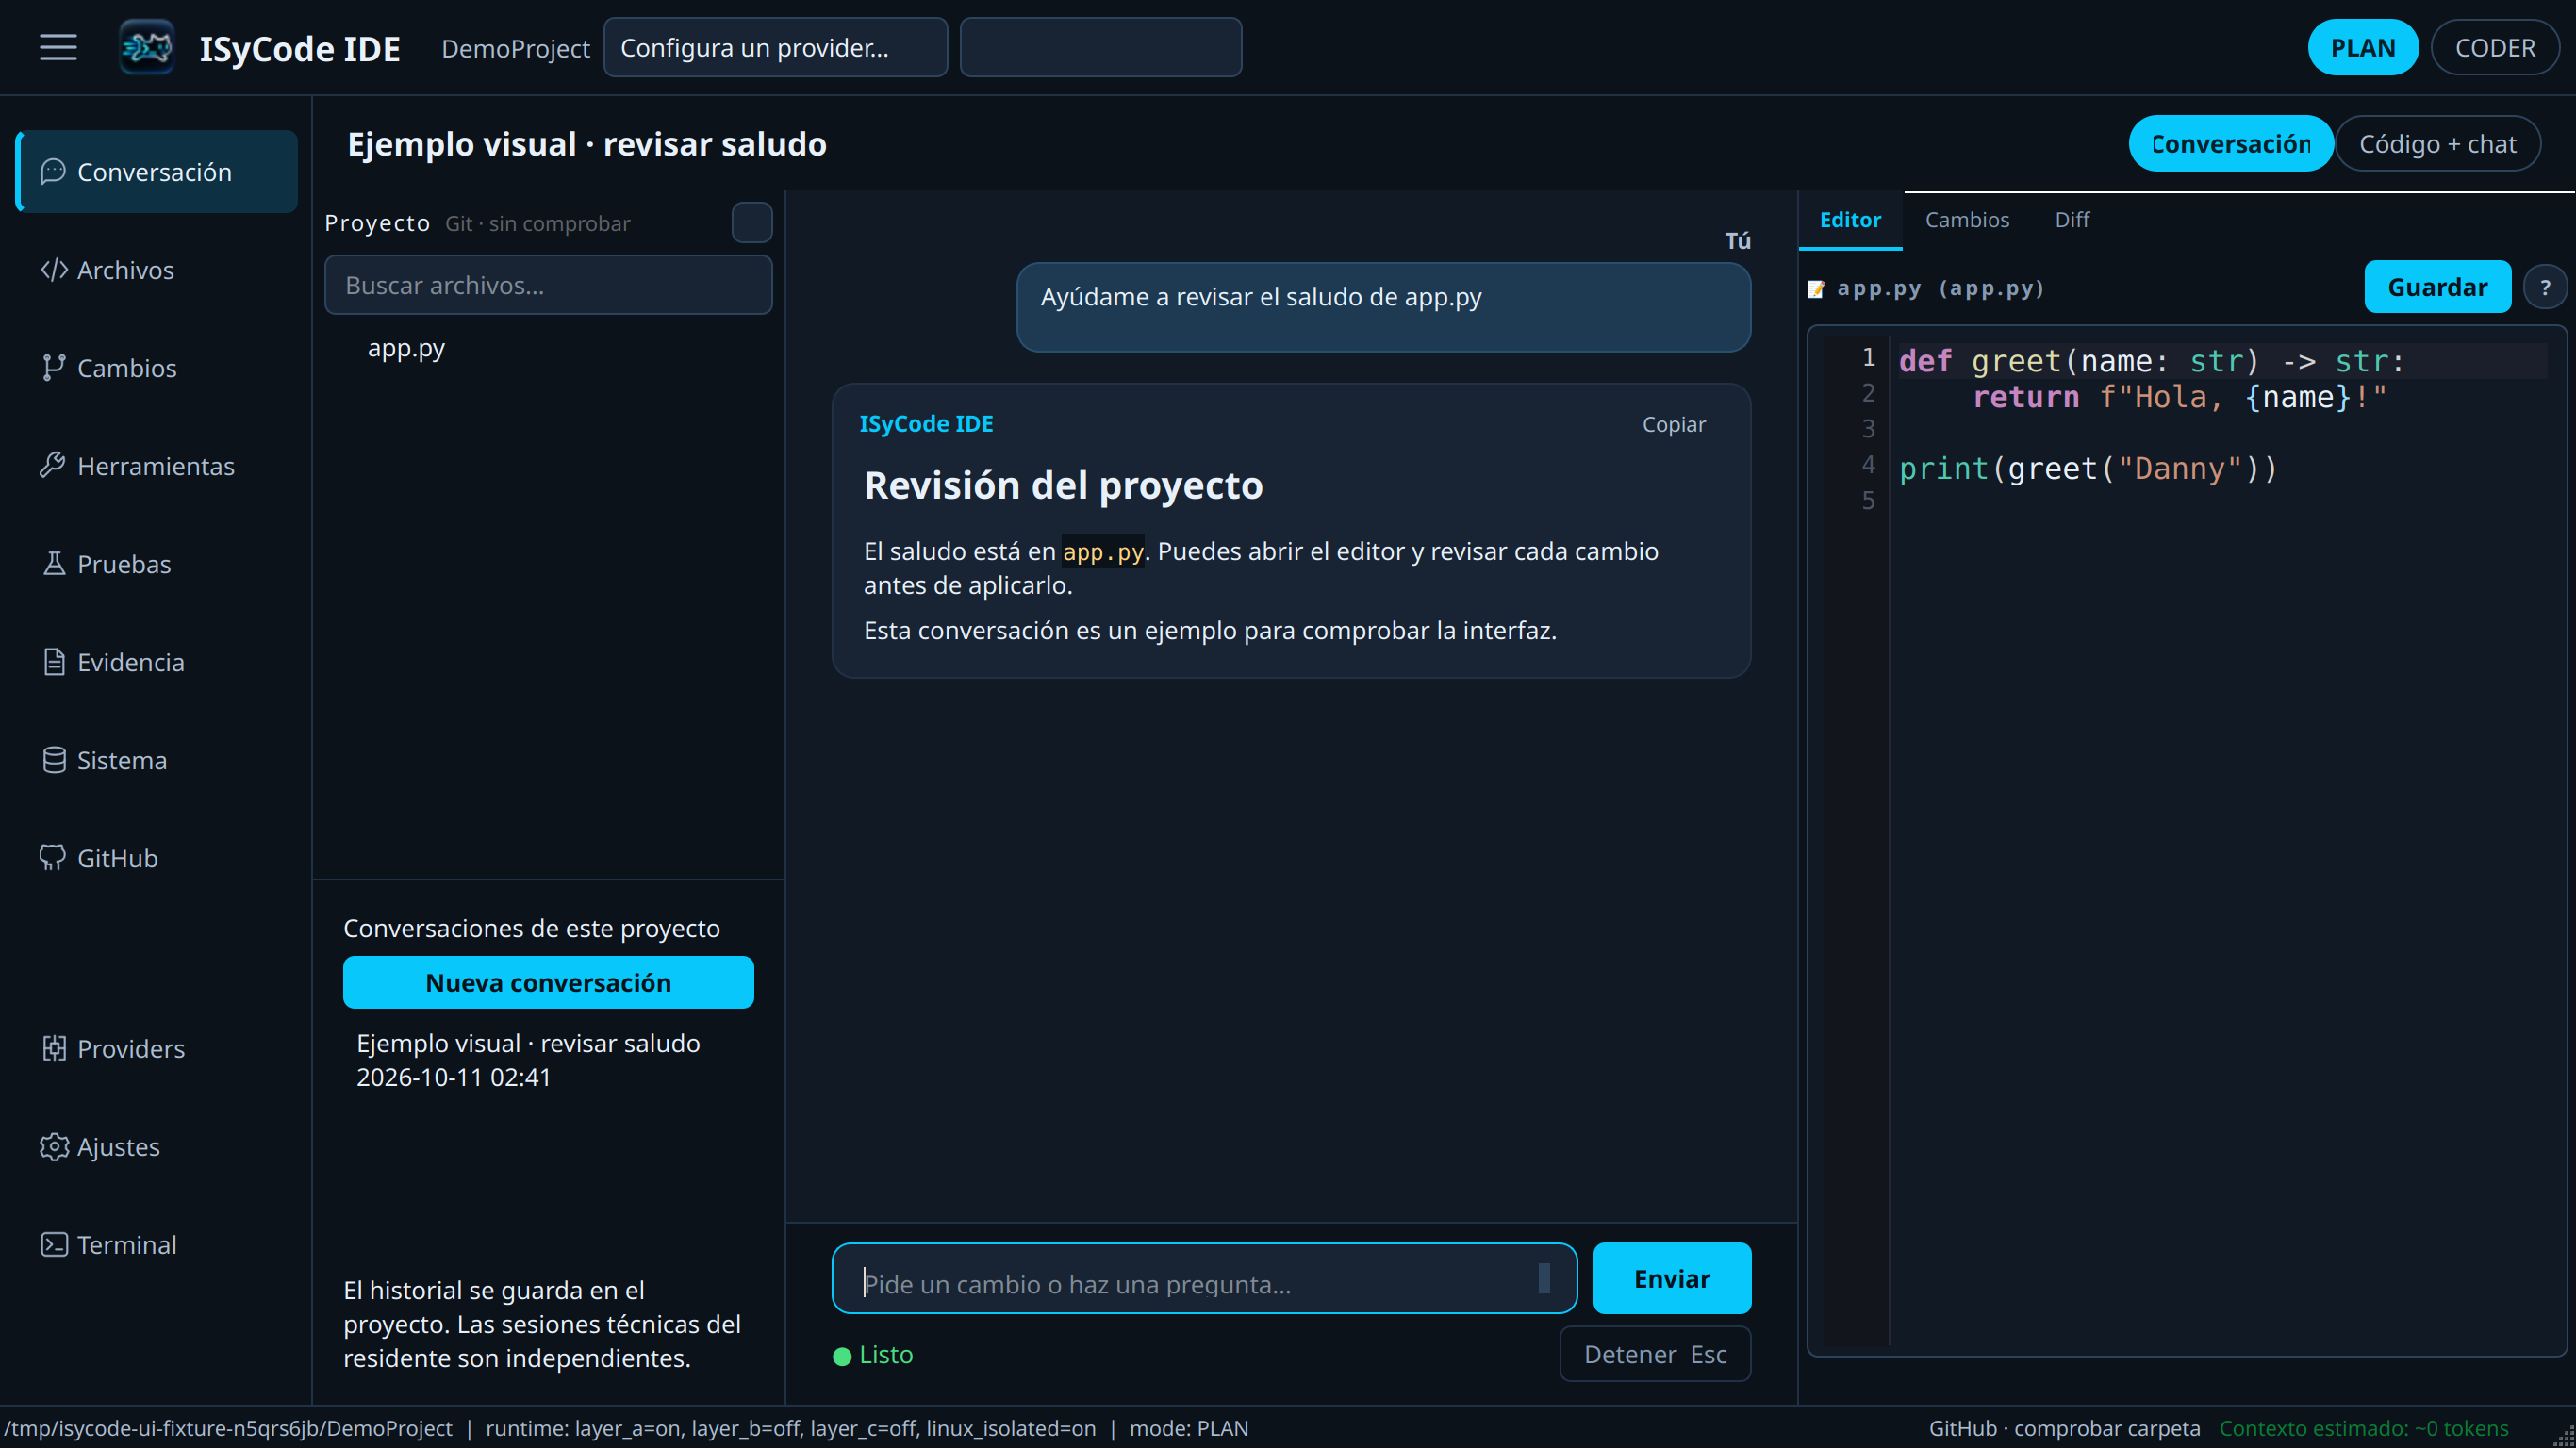 ISyCode IDE
DemoProject
Configura un provider...
PLAN
CODER
Conversación
Archivos
Cambios
Herramientas
Pruebas
Evidencia
Sistema
GitHub
Providers
Ajustes
Terminal
Ejemplo visual · revisar saludo
Conversación
Código + chat
Proyecto Git · sin comprobar
Buscar archivos...
app.py
Conversaciones de este proyecto
Nueva conversación
Ejemplo visual · revisar saludo
2026-10-11 02:41
El historial se guarda en el
proyecto. Las sesiones técnicas del
residente son independientes.
Tú
Ayúdame a revisar el saludo de app.py
ISyCode IDE
Copiar
Revisión del proyecto
El saludo está en app.py. Puedes abrir el editor y revisar cada cambio
antes de aplicarlo.
Esta conversación es un ejemplo para comprobar la interfaz.
Pide un cambio o haz una pregunta...
Enviar
Listo
Detener Esc
Editor
Cambios
Diff
app.py (app.py)
Guardar
?
1 def greet(name: str) -> str:
2     return f"Hola, {name}!"
3
4 print(greet("Danny"))
5
/tmp/isycode-ui-fixture-n5qrs6jb/DemoProject | runtime: layer_a=on, layer_b=off, layer_c=off, linux_isolated=on | mode: PLAN
GitHub · comprobar carpeta
Contexto estimado: ~0 tokens